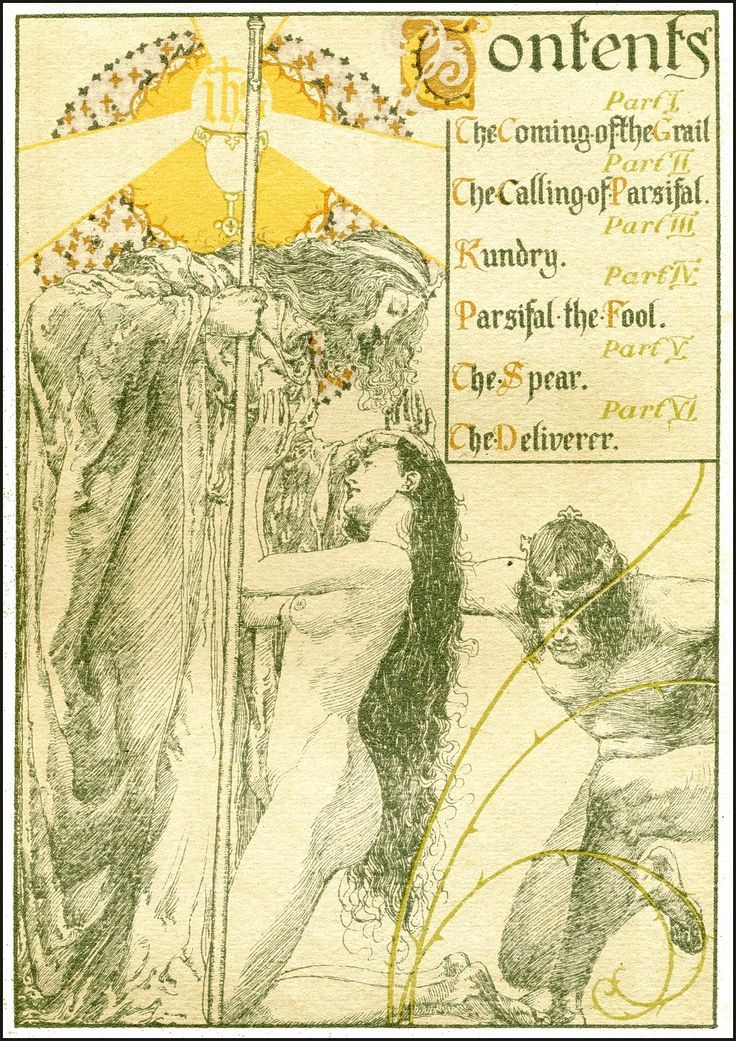 ihs
Contents
Part I.
The·Coming·of·the·Grail
Part II
The·Calling·of·Parsifal.
Part III.
Kundry.
Part IV.
Parsifal·the·Fool.
Part V.
The·Spear.
Part VI.
The·Deliverer.